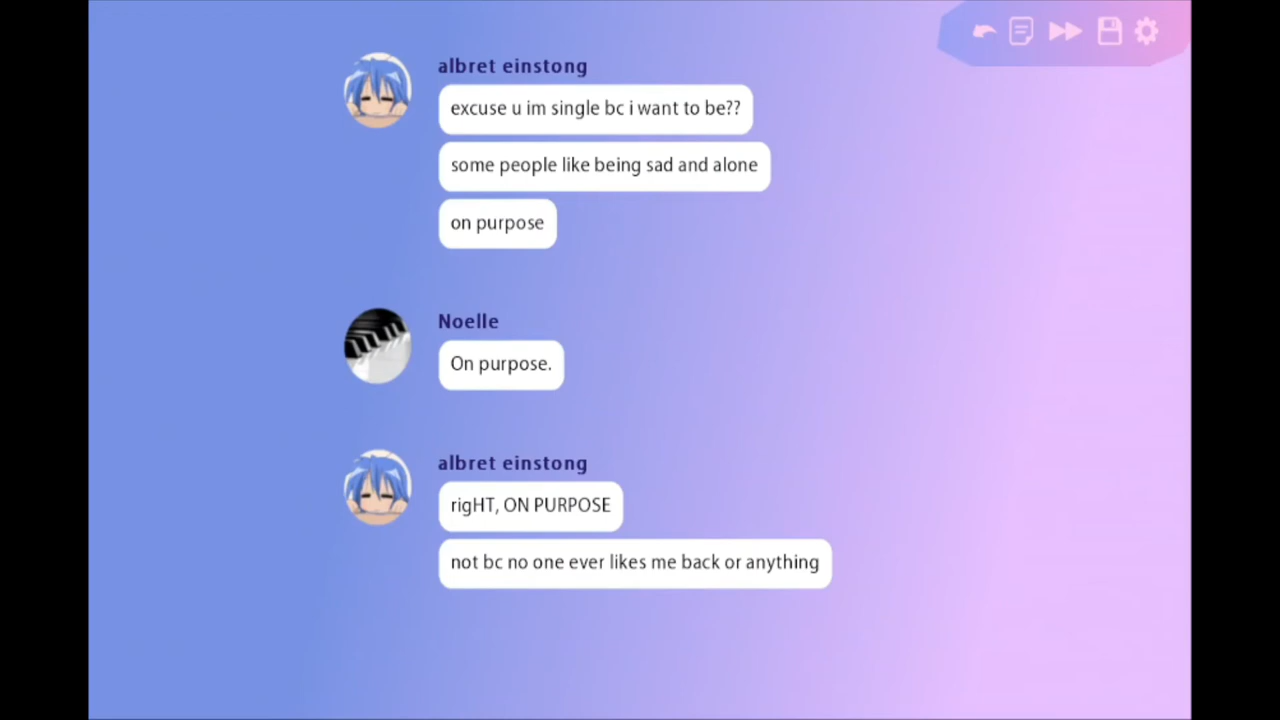 albret einstong
excuse u im single bc i want to be??
some people like being sad and alone
on purpose
Noelle
On purpose.
albret einstong
rigHT, ON PURPOSE
not bc no one ever likes me back or anything